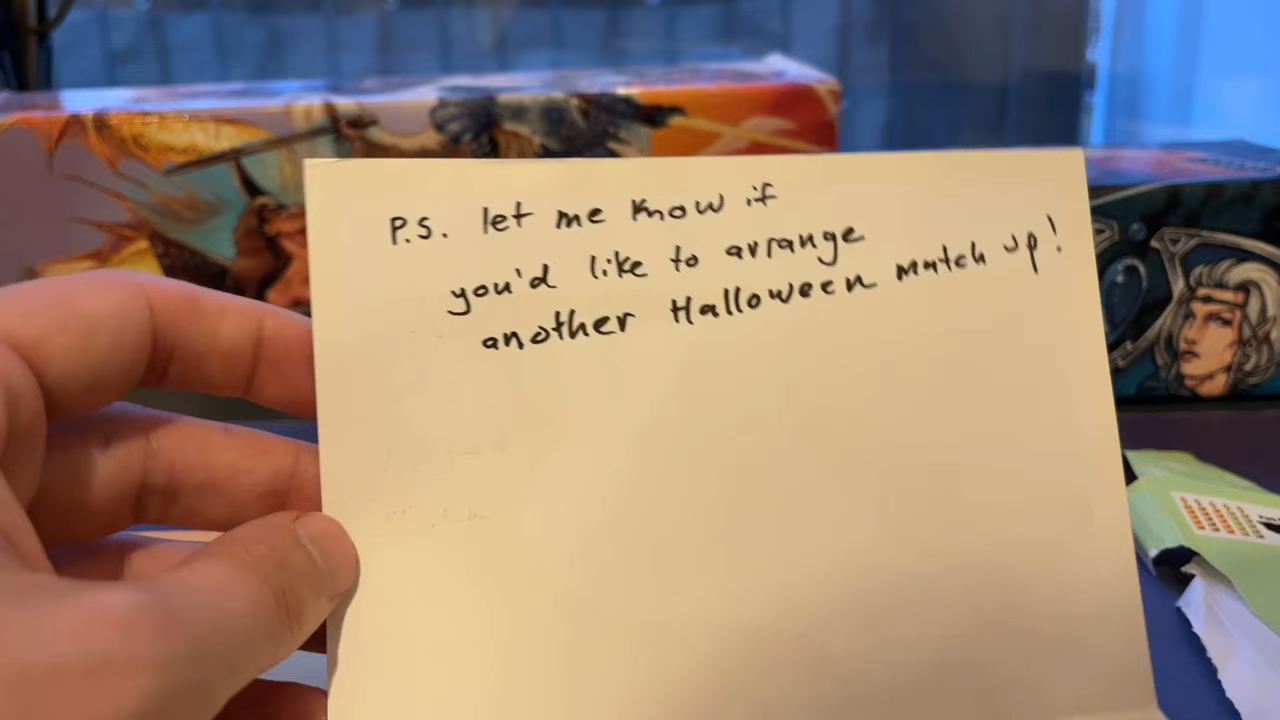 P.S. let me know if
you'd like to arrange
another Halloween match up!